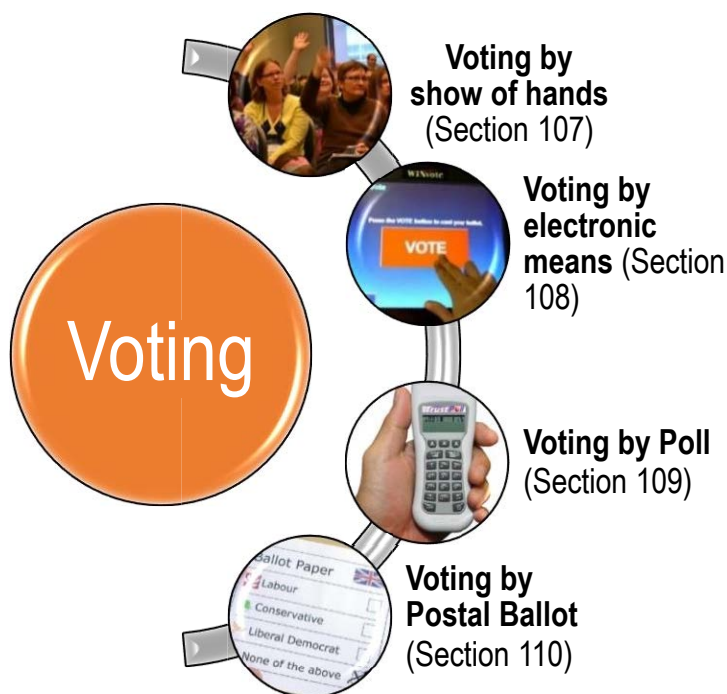 Voting
Voting by
show of hands
(Section 107)
WINvote
Press the VOTE button to cast your ballot.
VOTE
Voting by
electronic
means (Section
108)
Voting by Poll
(Section 109)
Ballot Paper
Labour
Conservative
Liberal Democrat
None of the above
Voting by
Postal Ballot
(Section 110)